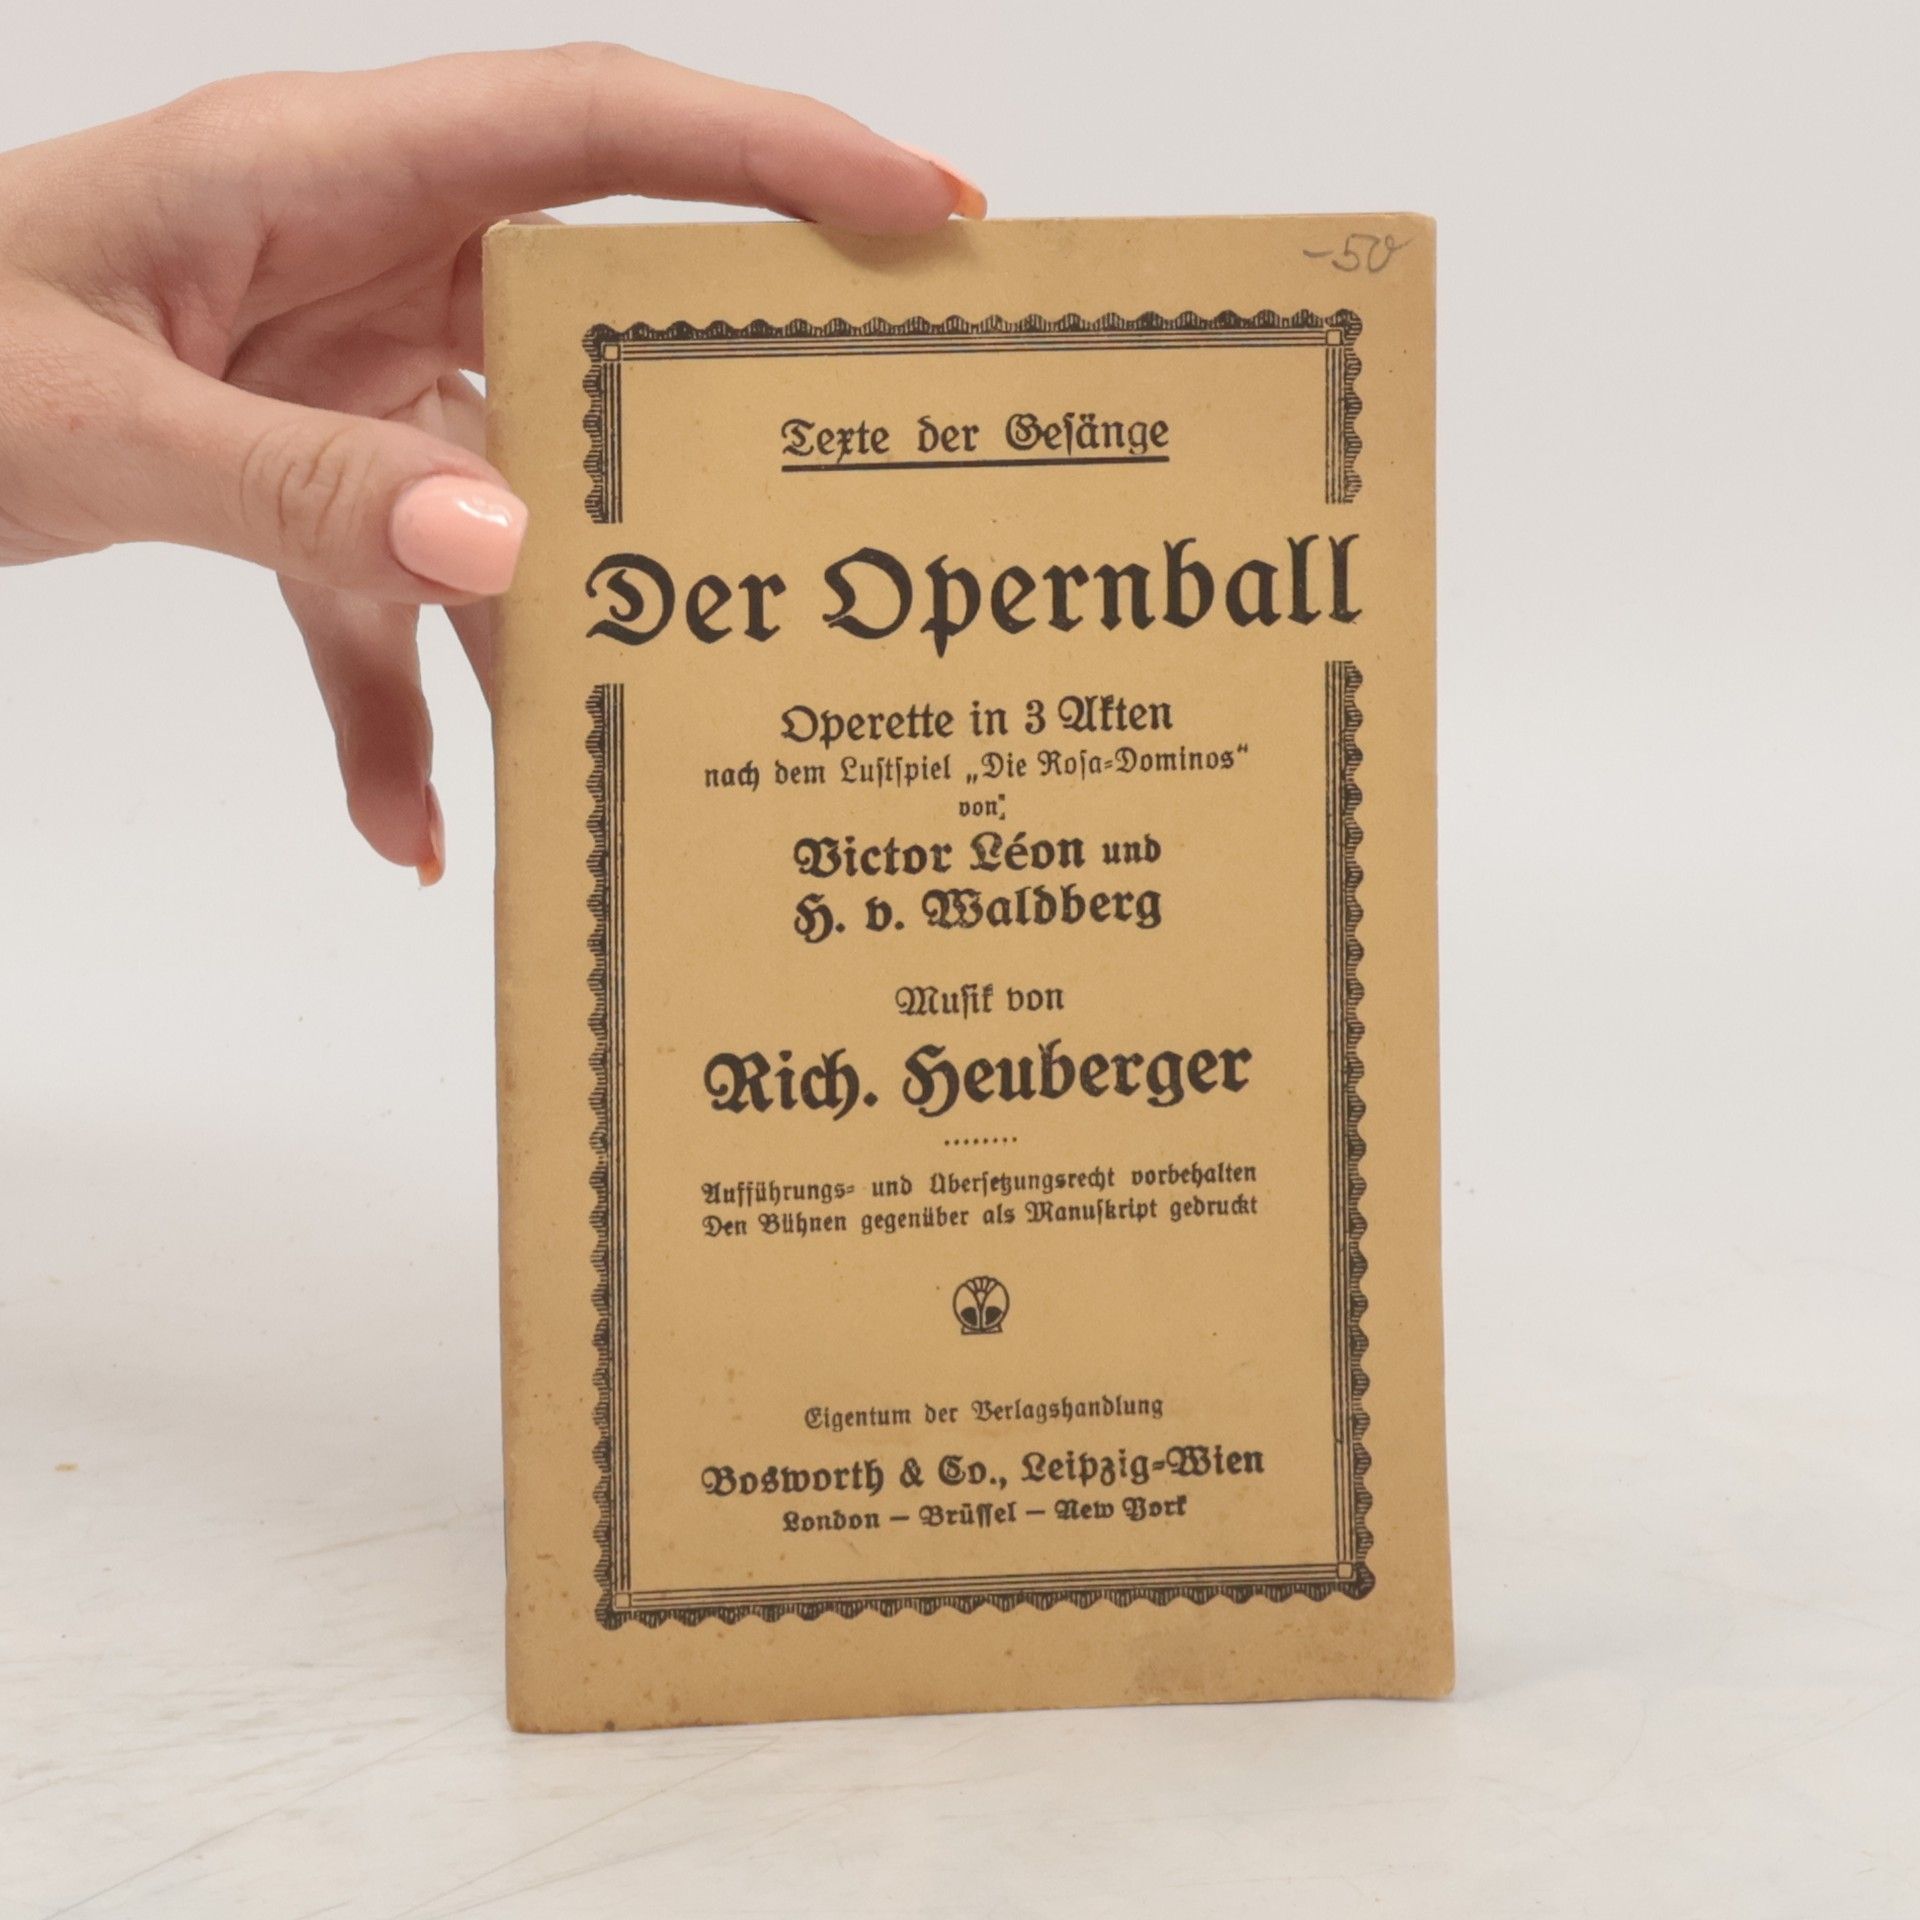 -50
Texte der Gesänge
Der Opernball
Operette in 3 Akten
nach dem Lustspiel „Die Rosa-Dominos“
von
Victor Léon und
H. v. Waldberg
Musik von
Rich. Heuberger
........
Aufführungs- und Übersetzungsrecht vorbehalten
Den Bühnen gegenüber als Manuskript gedruckt
Eigentum der Verlagshandlung
Bosworth & Co., Leipzig-Wien
London — Brüssel — New York